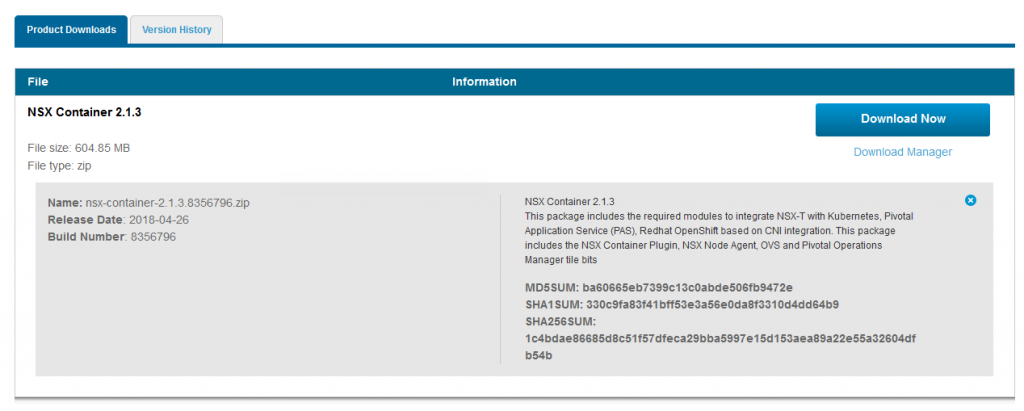 Product Downloads
Version History
File
Information
NSX Container 2.1.3
Download Now
Download Manager
File size: 604.85 MB
File type: zip
Name: nsx-container-2.1.3.8356796.zip
Release Date: 2018-04-26
Build Number: 8356796
NSX Container 2.1.3
This package includes the required modules to integrate NSX-T with Kubernetes, Pivotal
Application Service (PAS), Redhat OpenShift based on CNI integration. This package
includes the NSX Container Plugin, NSX Node Agent, OVS and Pivotal Operations
Manager tile bits
MD5SUM: ba60665eb7399c13c0abde506fb9472e
SHA1SUM: 330c9fa83f41bff53e3a56e0da8f3310d4dd64b9
SHA256SUM:
1c4bdae86685d8c51f57dfeca29bba5997e15d153aea89a22e55a32604df
b54b